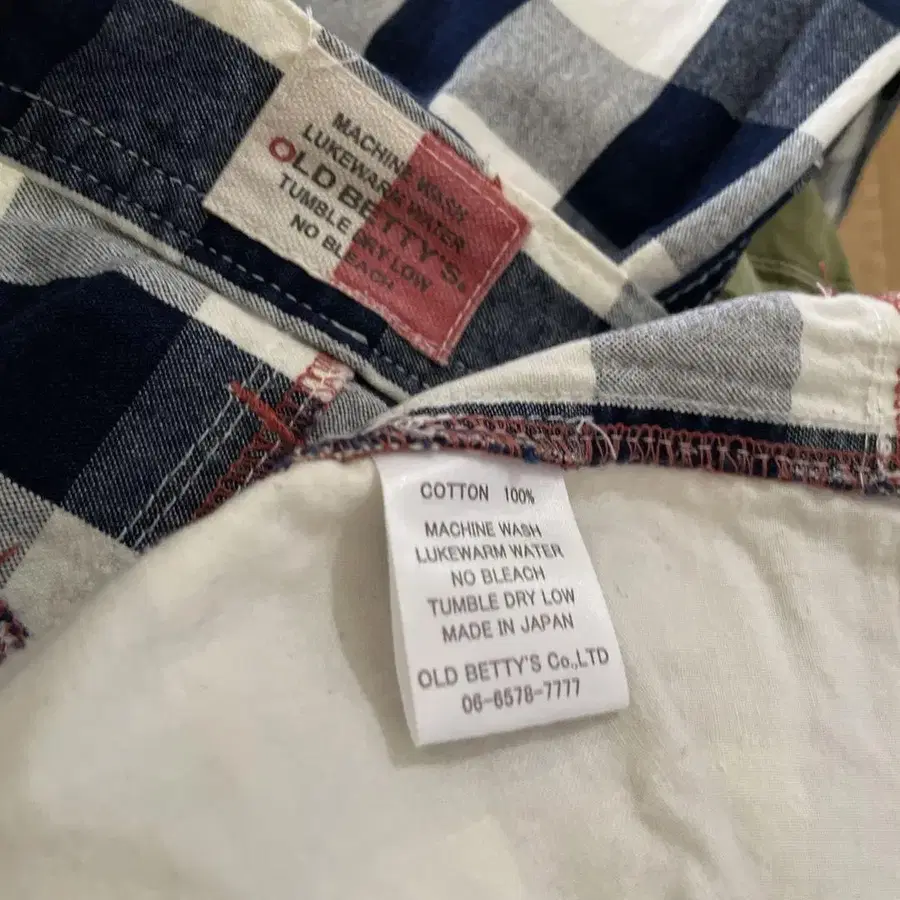 MACHINE WASH
LUKEWARM WATER
OLD BETTY'S.
TUMBLE DRY LOW
NO BLEACH
COTTON 100%
MACHINE WASH
LUKEWARM WATER
NO BLEACH
TUMBLE DRY LOW
MADE IN JAPAN
OLD BETTY'S Co.,LTD
06-6578-7777